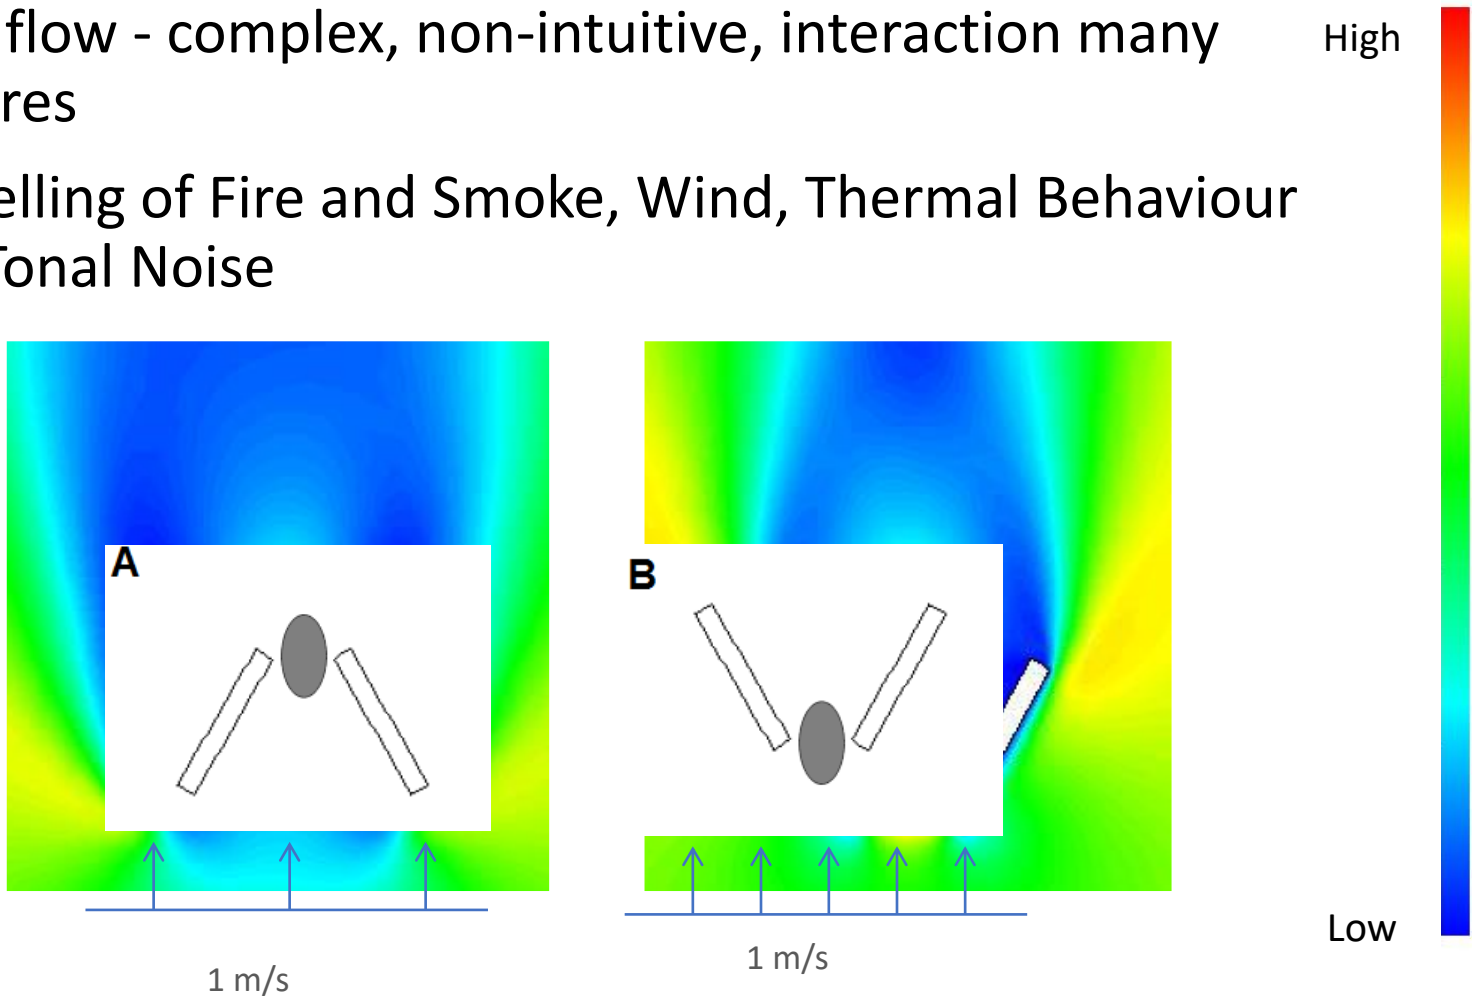 flow - complex, non-intuitive, interaction many
High
res
elling of Fire and Smoke, Wind, Thermal Behaviour
Tonal Noise
A
B
Low
1 m/s
1 m/s